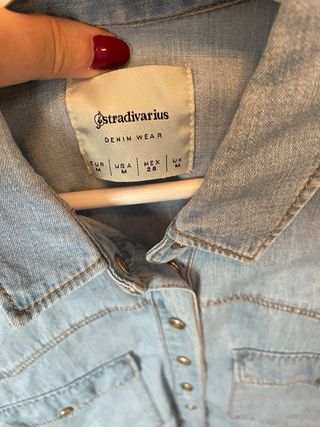 stradivarius
DENIM WEAR
EUR USA MEX UK
M M 28 M